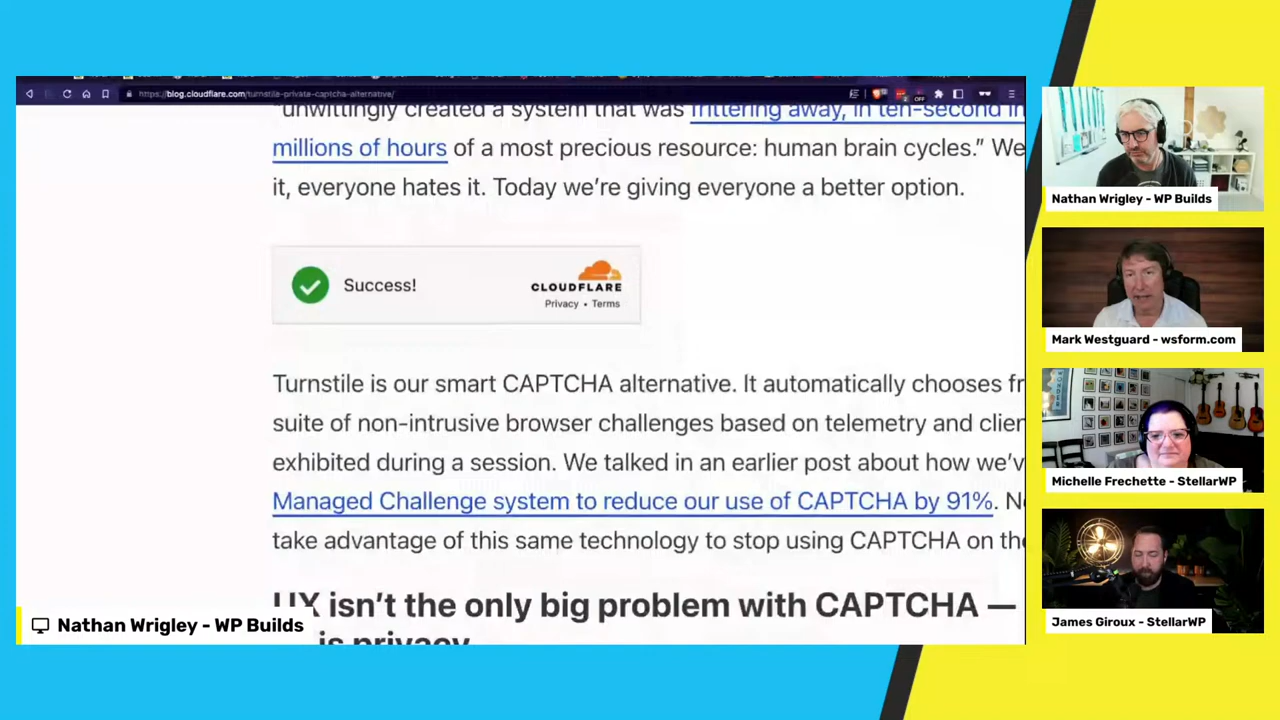 https://blog.cloudflare.com/turnstile-private-captcha-alternative/
"unwittingly created a system that was frittering away, in ten-second in
millions of hours of a most precious resource: human brain cycles.” We
it, everyone hates it. Today we’re giving everyone a better option.
Success!
CLOUDFLARE
Privacy • Terms
Turnstile is our smart CAPTCHA alternative. It automatically chooses fr
suite of non-intrusive browser challenges based on telemetry and clien
exhibited during a session. We talked in an earlier post about how we’v
Managed Challenge system to reduce our use of CAPTCHA by 91%. No
take advantage of this same technology to stop using CAPTCHA on the
UX isn’t the only big problem with CAPTCHA —
is privacy
Nathan Wrigley - WP Builds
Nathan Wrigley - WP Builds
Mark Westguard - wsform.com
Michelle Frechette - StellarWP
James Giroux - StellarWP